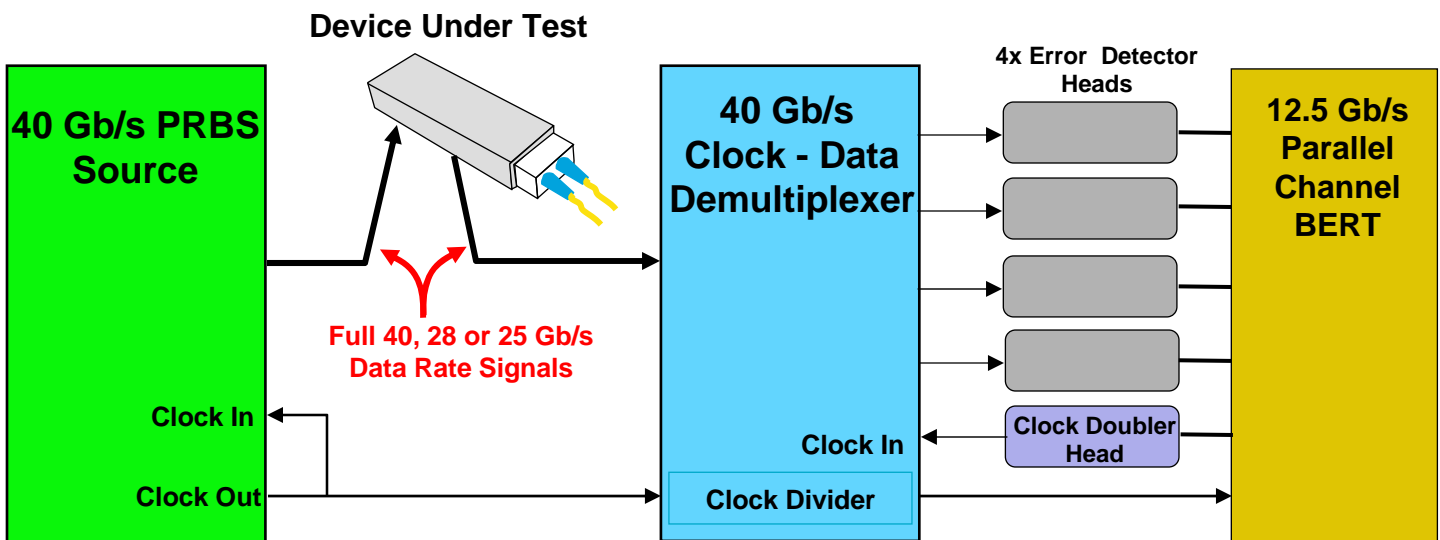 Device Under Test
40 Gb/s PRBS
Source
Full 40, 28 or 25 Gb/s
Data Rate Signals
Clock In
Clock Out
40 Gb/s
Clock - Data
Demultiplexer
Clock In
Clock Divider
4x Error Detector
Heads
Clock Doubler
Head
12.5 Gb/s
Parallel
Channel
BERT